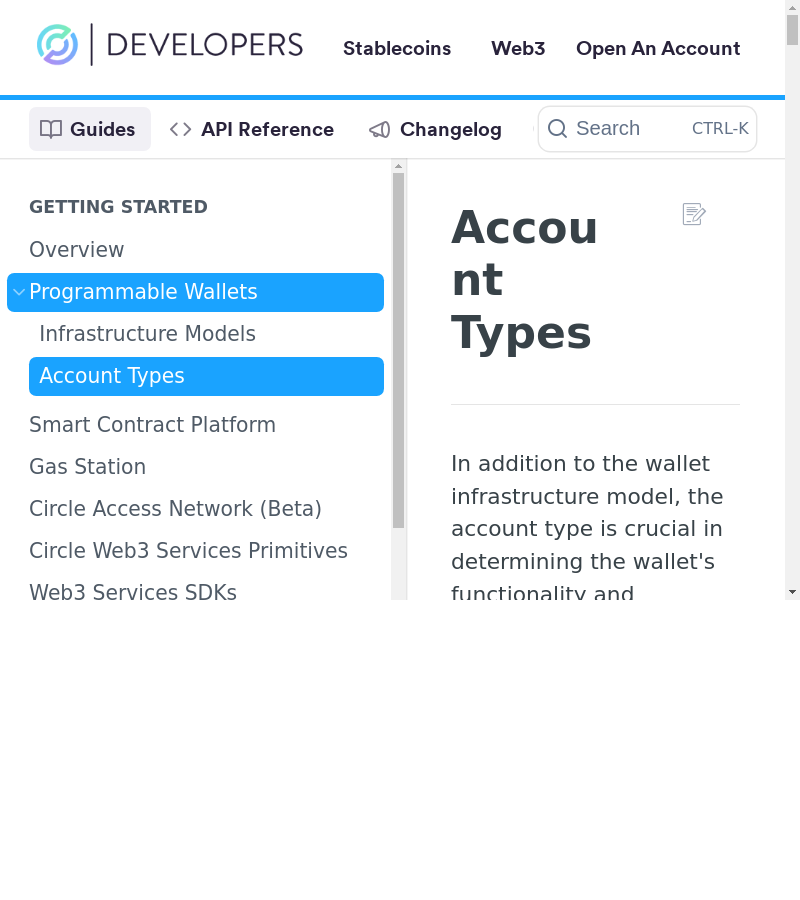 DEVELOPERS
Stablecoins Web3 Open An Account
Guides API Reference Changelog Search CTRL-K
GETTING STARTED
Overview
Programmable Wallets
Infrastructure Models
Account Types
Smart Contract Platform
Gas Station
Circle Access Network (Beta)
Circle Web3 Services Primitives
Web3 Services SDKs
Accou
nt
Types
In addition to the wallet
infrastructure model, the
account type is crucial in
determining the wallet's
functionality and